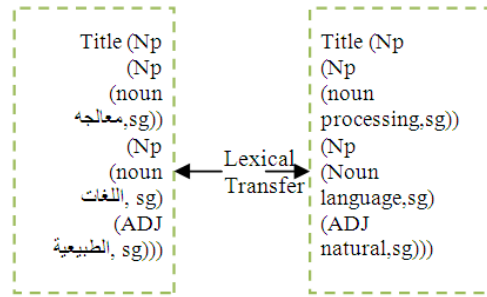 Title (Np
(Np
(noun
معالجه,sg))
(Np
(noun
اللغات, sg)
(ADJ
الطبيعية, sg)))
Lexical
Transfer
Title (Np
(Np
(noun
processing,sg))
(Np
(Noun
language,sg)
(ADJ
natural,sg)))